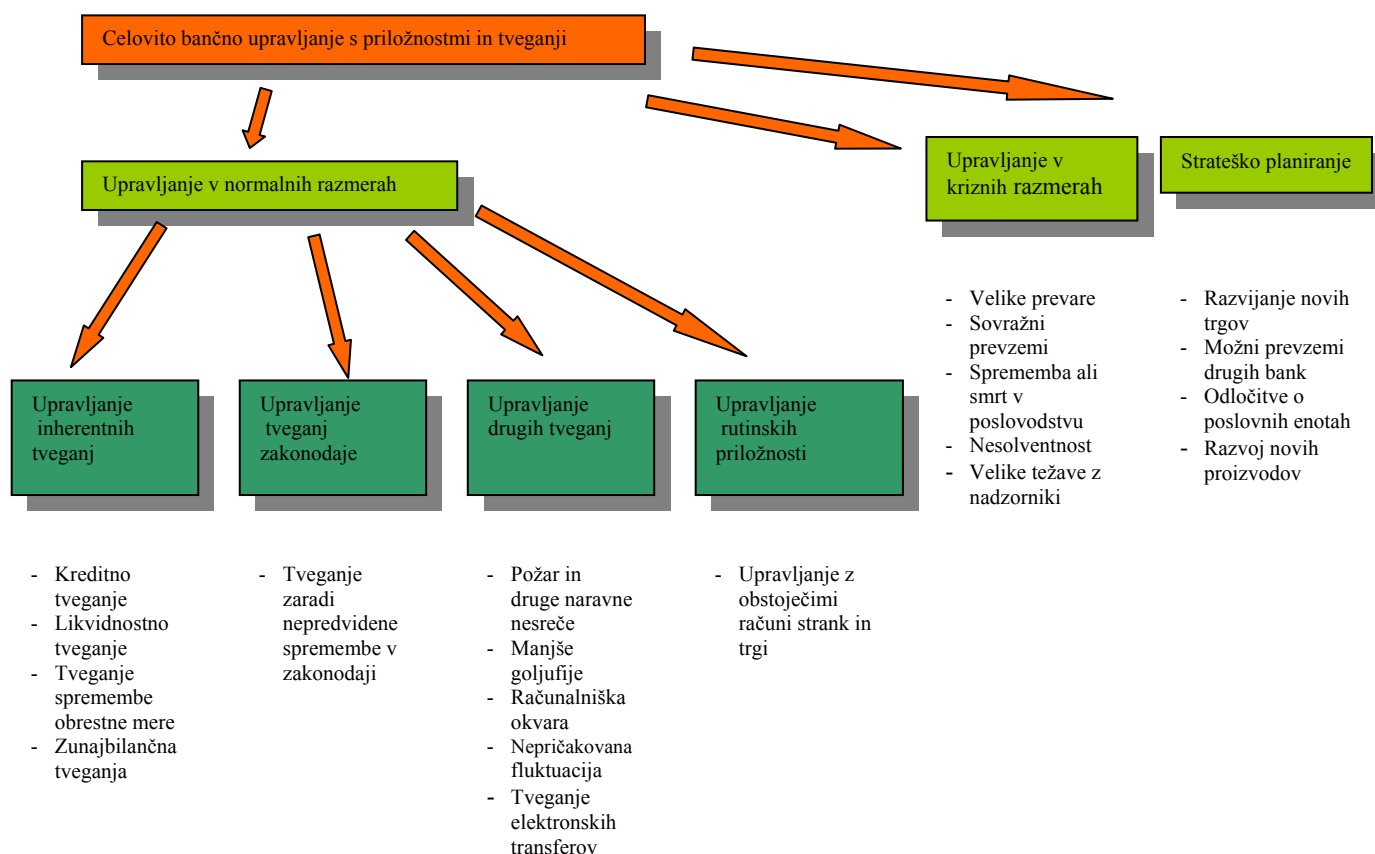 Celovito bančno upravljanje s priložnostmi in tveganji
Upravljanje v normalnih razmerah
Upravljanje v
kriznih razmerah
Strateško planiranje
- Velike prevare
- Sovražni
prevzemi
- Sprememba ali
smrt v
poslovodstvu
- Nesolventnost
- Velike težave z
nadzorniki
- Razvijanje novih
trgov
- Možni prevzemi
drugih bank
- Odločitve o
poslovnih enotah
- Razvoj novih
proizvodov
Upravljanje
inherentnih
tveganj
Upravljanje
tveganj
zakonodaje
Upravljanje
drugih tveganj
Upravljanje
rutinskih
priložnosti
- Kreditno
tveganje
- Likvidnostno
tveganje
- Tveganje
spremembe
obrestne mere
- Zunajbilančna
tveganja
- Tveganje
zaradi
nepredvidene
spremembe v
zakonodaji
- Požar in
druge naravne
nesreče
- Manjše
goljufije
- Računalniška
okvara
- Nepričakovana
fluktuacija
- Tveganje
elektronskih
transferov
- Upravljanje z
obstoječimi
računi strank in
trgi